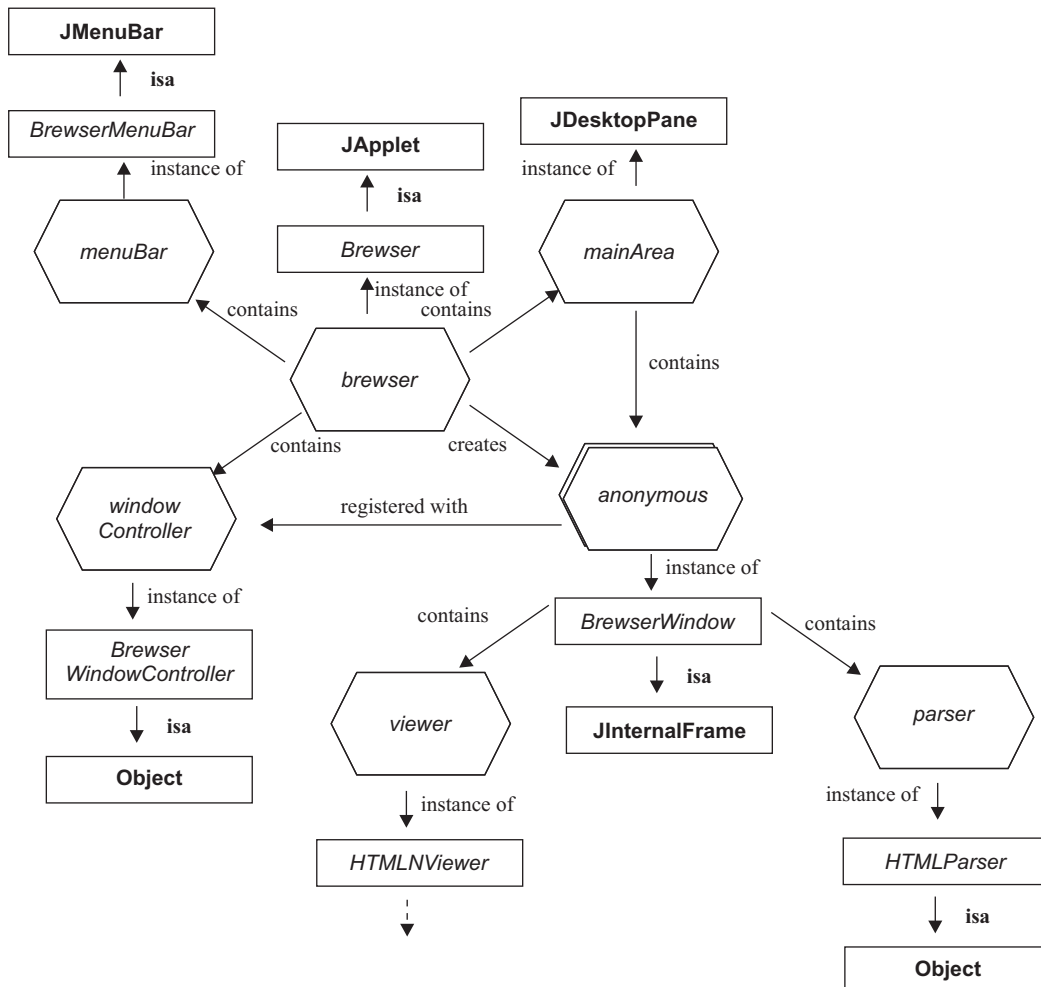 JMenuBar
isa
BrewserMenuBar
instance of
menuBar
JApplet
isa
Brewser
instance of
JDesktopPane
instance of
mainArea
contains
contains
brewser
contains
contains
creates
anonymous
registered with
window
Controller
instance of
Brewser
WindowController
isa
Object
instance of
BrewserWindow
contains
contains
isa
JInternalFrame
viewer
instance of
HTMLNViewer
parser
instance of
HTMLParser
isa
Object